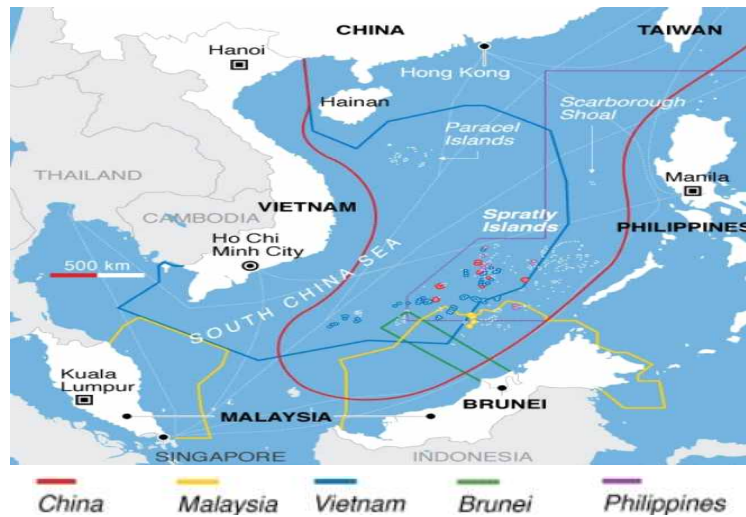 CHINA
TAIWAN
Hanoi
Hong Kong
Hainan
Scarborough
Shoal
Paracel
Islands
THAILAND
Manila
VIETNAM
CAMBODIA
Spratly
Islands
PHILIPPINES
Ho Chi
Minh City
500 km
SOUTH CHINA SEA
Kuala
Lumpur
BRUNEI
MALAYSIA
SINGAPORE
INDONESIA
China
Malaysia
Vietnam
Brunei
Philippines